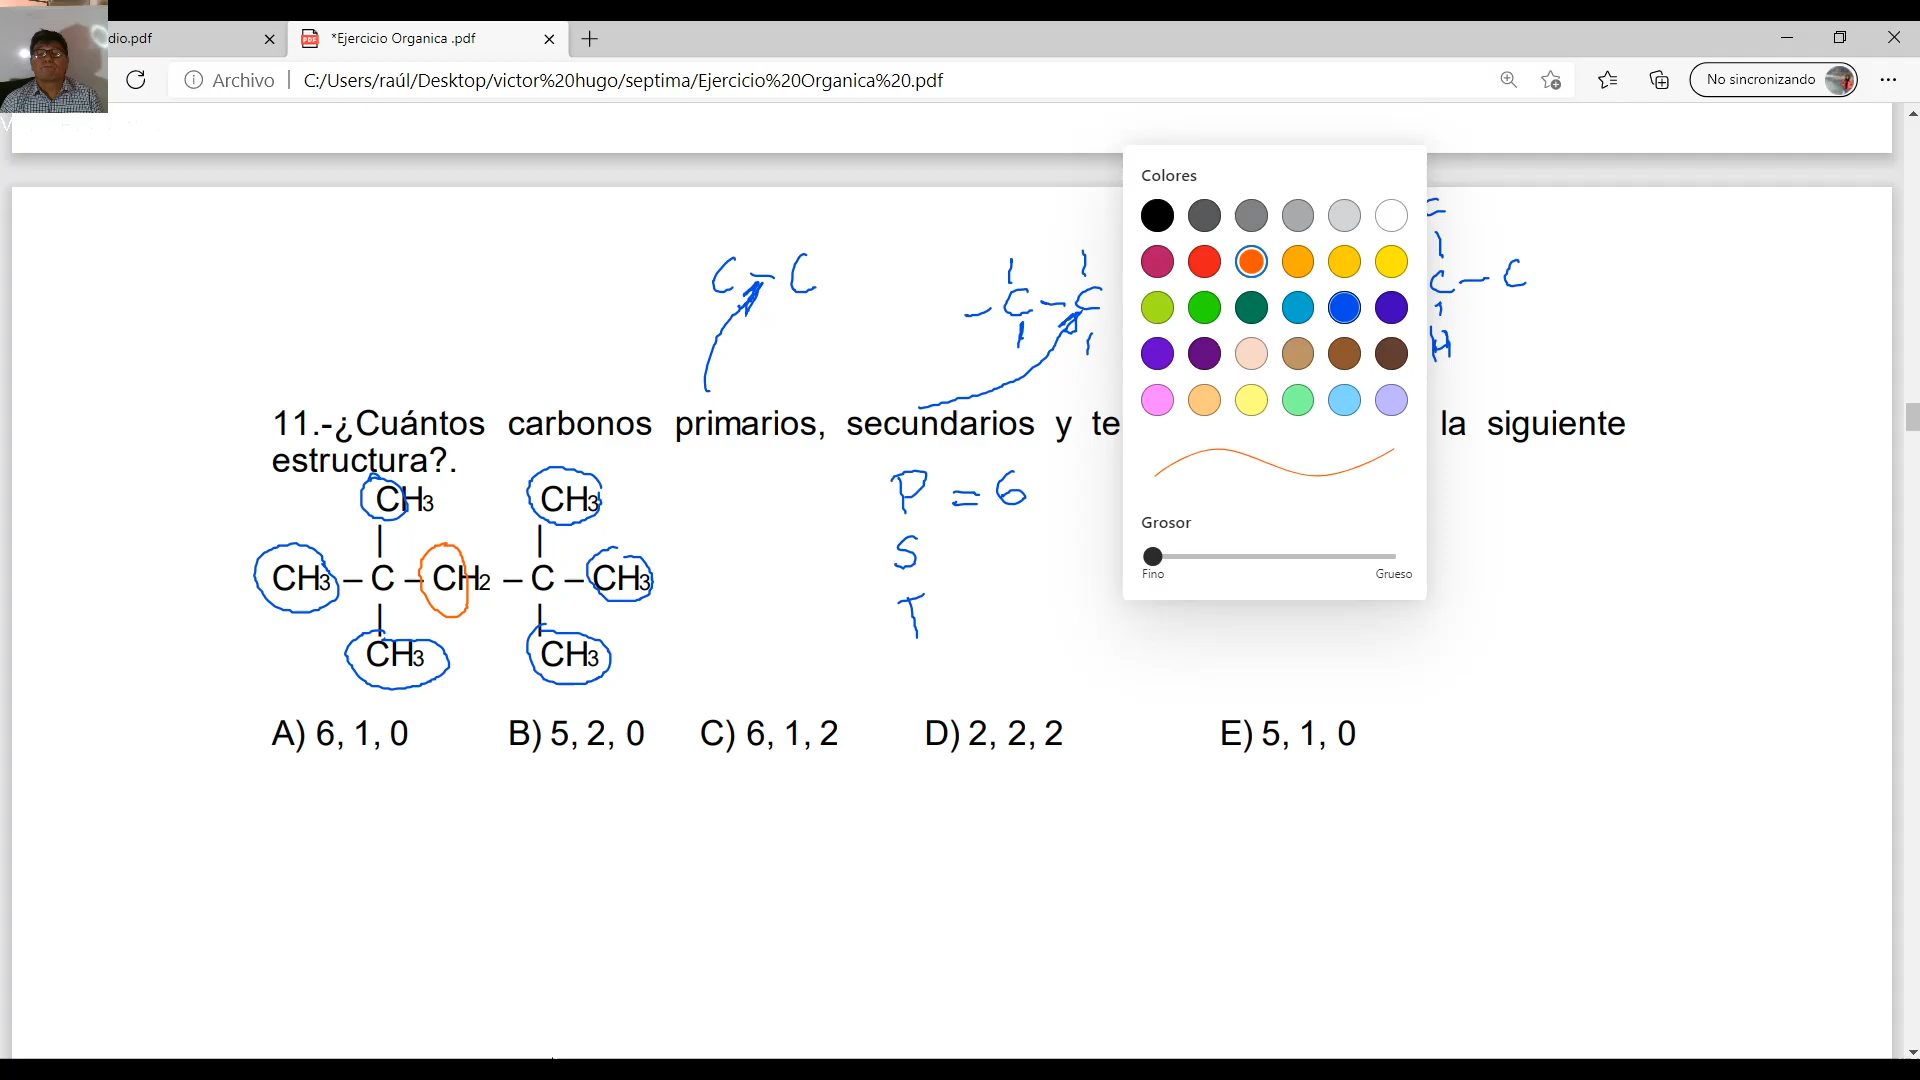 dio.pdf
*Ejercicio Organica .pdf
Archivo
C:/Users/raúl/Desktop/victor%20hugo/septima/Ejercicio%20Organica%20.pdf
No sincronizando
Colores
C – C
– C – C
C – C
H
11.-¿Cuántos carbonos primarios, secundarios y te la siguiente
estructura?.
CH3 CH3
P = 6
CH3 – C – CH2 – C – CH3
S
T
CH3 CH3
Grosor
Fino Grueso
A) 6, 1, 0 B) 5, 2, 0 C) 6, 1, 2 D) 2, 2, 2 E) 5, 1, 0